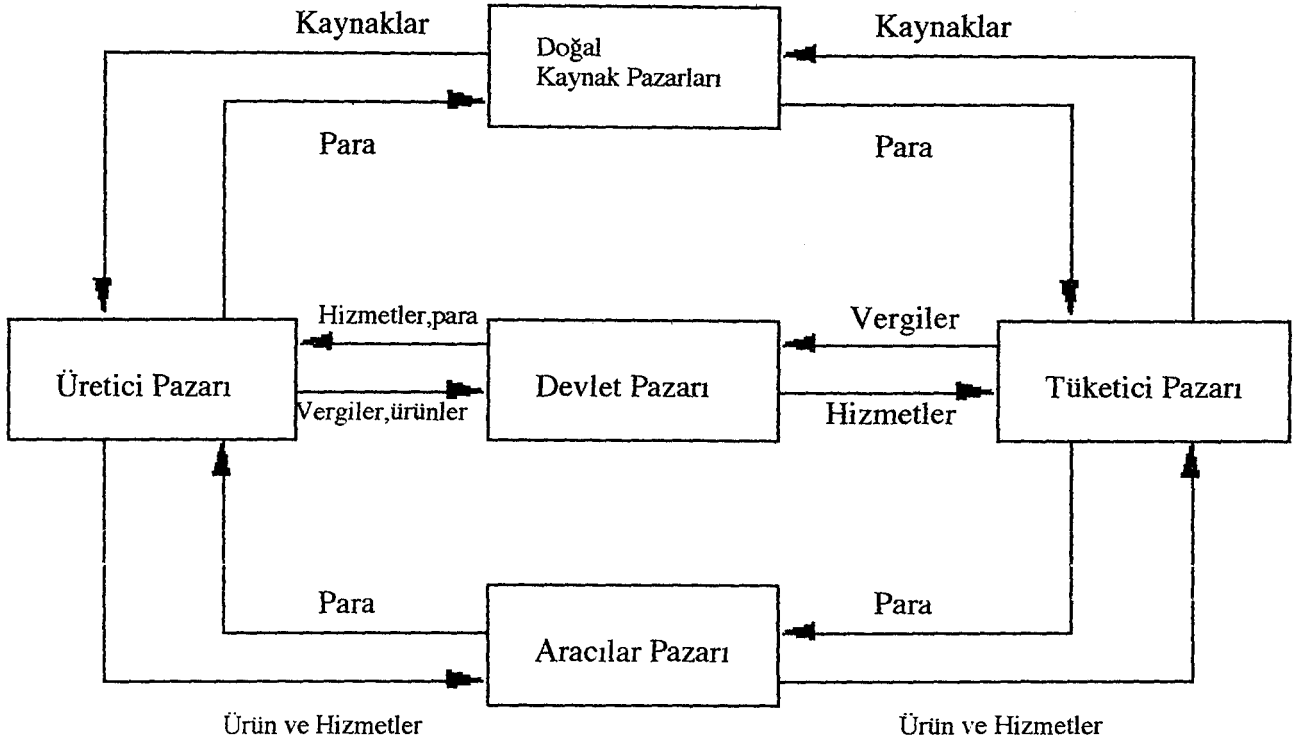 Kaynaklar
Doğal
Kaynak Pazarları
Kaynaklar
Para
Para
Hizmetler,para
Vergiler
Üretici Pazarı
Devlet Pazarı
Tüketici Pazarı
Vergiler,ürünler
Hizmetler
Para
Para
Aracılar Pazarı
Ürün ve Hizmetler
Ürün ve Hizmetler